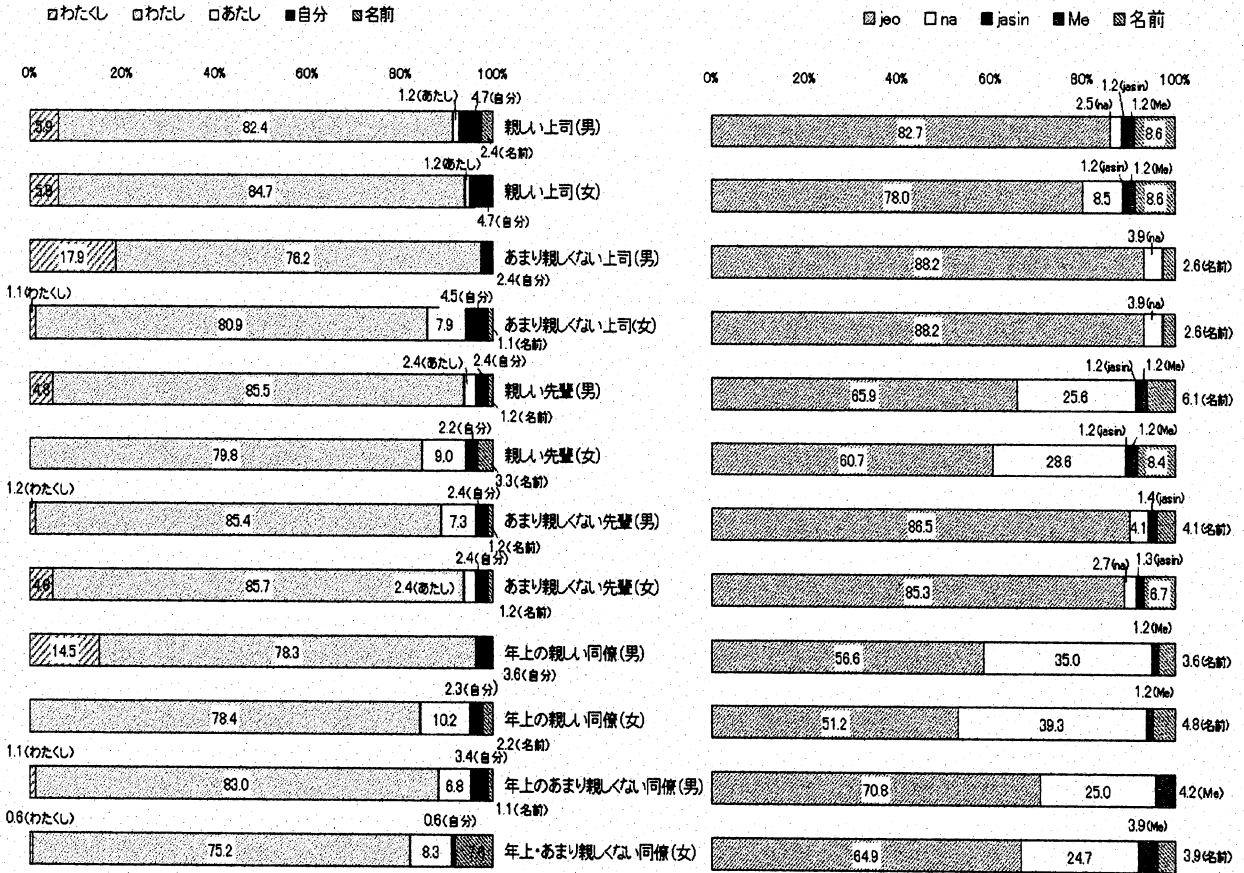 わたくし わたし あたし 自分 名前
jeo na jasin Me 名前
0% 20% 40% 60% 80% 100%
0% 20% 40% 60% 80% 100%
1.2(あたし) 4.7(自分)
5.9 82.4 親しい上司(男)
2.4(名前)
1.2(jasin)
2.5(na) 1.2(Me)
82.7 8.6
1.2(あたし)
84.7 親しい上司(女)
4.7(自分)
1.2(jasin) 1.2(Me)
78.0 8.5 8.6
17.9 76.2 あまり親しくない上司(男)
2.4(自分)
3.9(na)
88.2 2.6(名前)
1.1(わたくし) 4.5(自分)
80.9 7.9 あまり親しくない上司(女)
1.1(名前)
3.9(na)
88.2 2.6(名前)
2.4(あたし) 2.4(自分)
4.8 85.5 親しい先輩(男)
1.2(名前)
1.2(jasin) 1.2(Me)
65.9 25.6 6.1(名前)
2.2(自分)
79.8 9.0 親しい先輩(女)
3.3(名前)
1.2(jasin) 1.2(Me)
60.7 28.6 8.4
1.2(わたくし) 2.4(自分)
85.4 7.3 あまり親しくない先輩(男)
1.2(名前)
1.4(jasin)
86.5 4.1 4.1(名前)
2.4(自分)
85.7 2.4(あたし) あまり親しくない先輩(女)
1.2(名前)
2.7(na) 1.3(jasin)
85.3 6.7
14.5 78.3 年上の親しい同僚(男)
3.6(自分)
1.2(Me)
56.6 35.0 3.6(名前)
2.3(自分)
78.4 10.2 年上の親しい同僚(女)
2.2(名前)
1.2(Me)
51.2 39.3 4.8(名前)
1.1(わたくし) 3.4(自分)
83.0 6.8 年上のあまり親しくない同僚(男)
1.1(名前)
70.8 25.0 4.2(Me)
0.6(わたくし) 0.6(自分)
75.2 8.3 年上・あまり親しくない同僚(女)
3.9(Me)
64.9 24.7 3.9(名前)